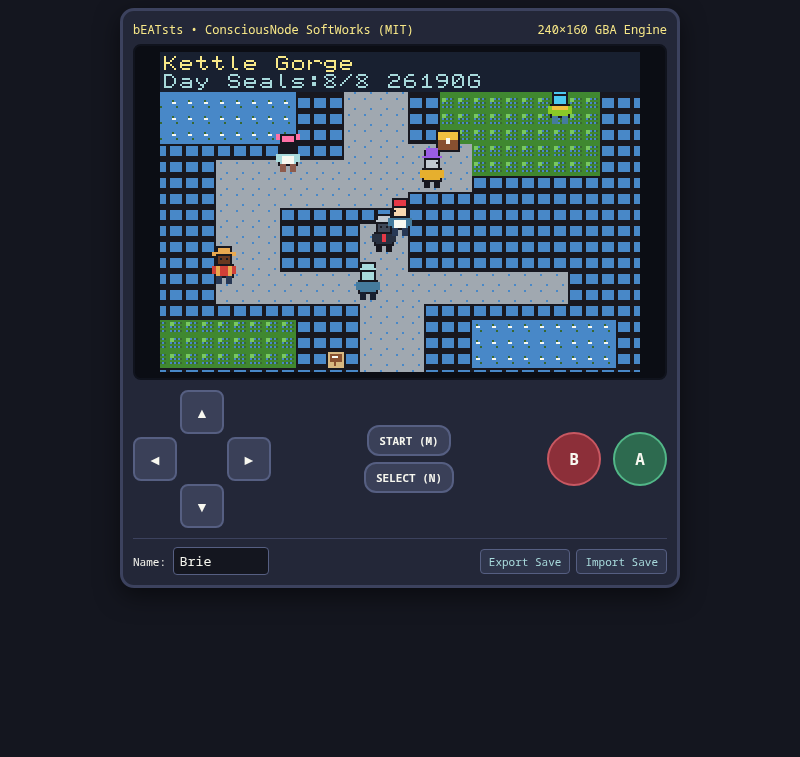 bEATsts • ConsciousNode SoftWorks (MIT)
240×160 GBA Engine
Kettle Gorge
Day Seals:8/8 26190G
▲
◄
►
▼
START (M)
SELECT (N)
B
A
Name: Brie
Export Save
Import Save